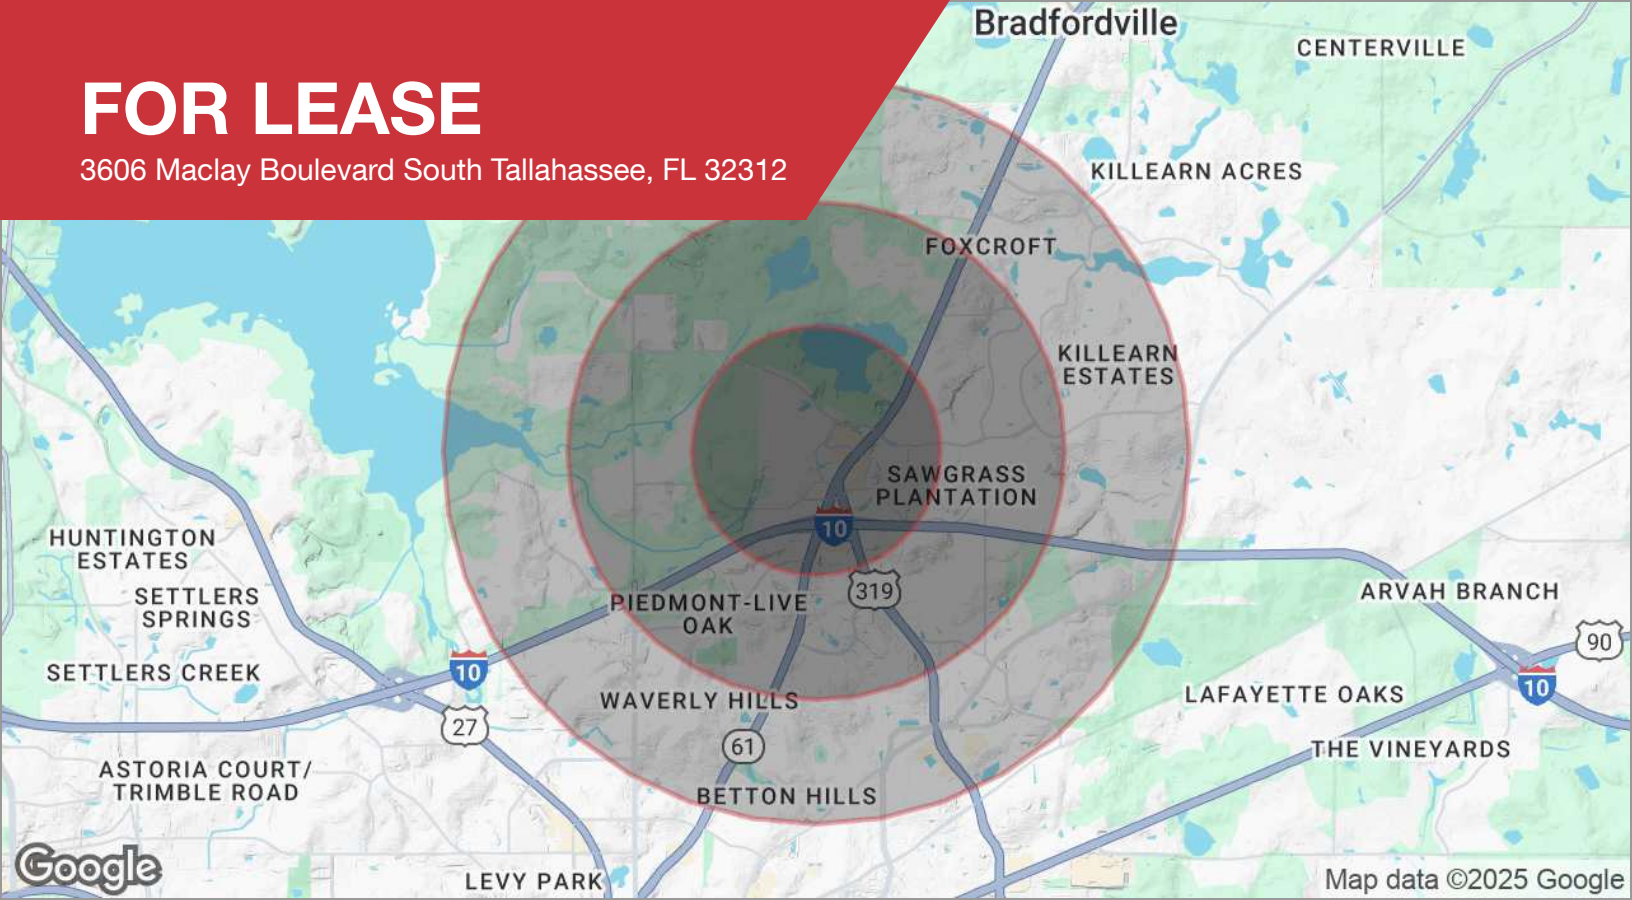 Bradfordville
CENTERVILLE
FOR LEASE
3606 Maclay Boulevard South Tallahassee, FL 32312
KILLEARN ACRES
FOXCROFT
KILLEARN
ESTATES
SAWGRASS
PLANTATION
10
HUNTINGTON
ESTATES
SETTLERS
SPRINGS
PIEDMONT-LIVE
OAK
319
ARVAH BRANCH
90
SETTLERS CREEK
10
10
LAFAYETTE OAKS
WAVERLY HILLS
27
61
THE VINEYARDS
ASTORIA COURT/
TRIMBLE ROAD
BETTON HILLS
Google
LEVY PARK
Map data ©2025 Google